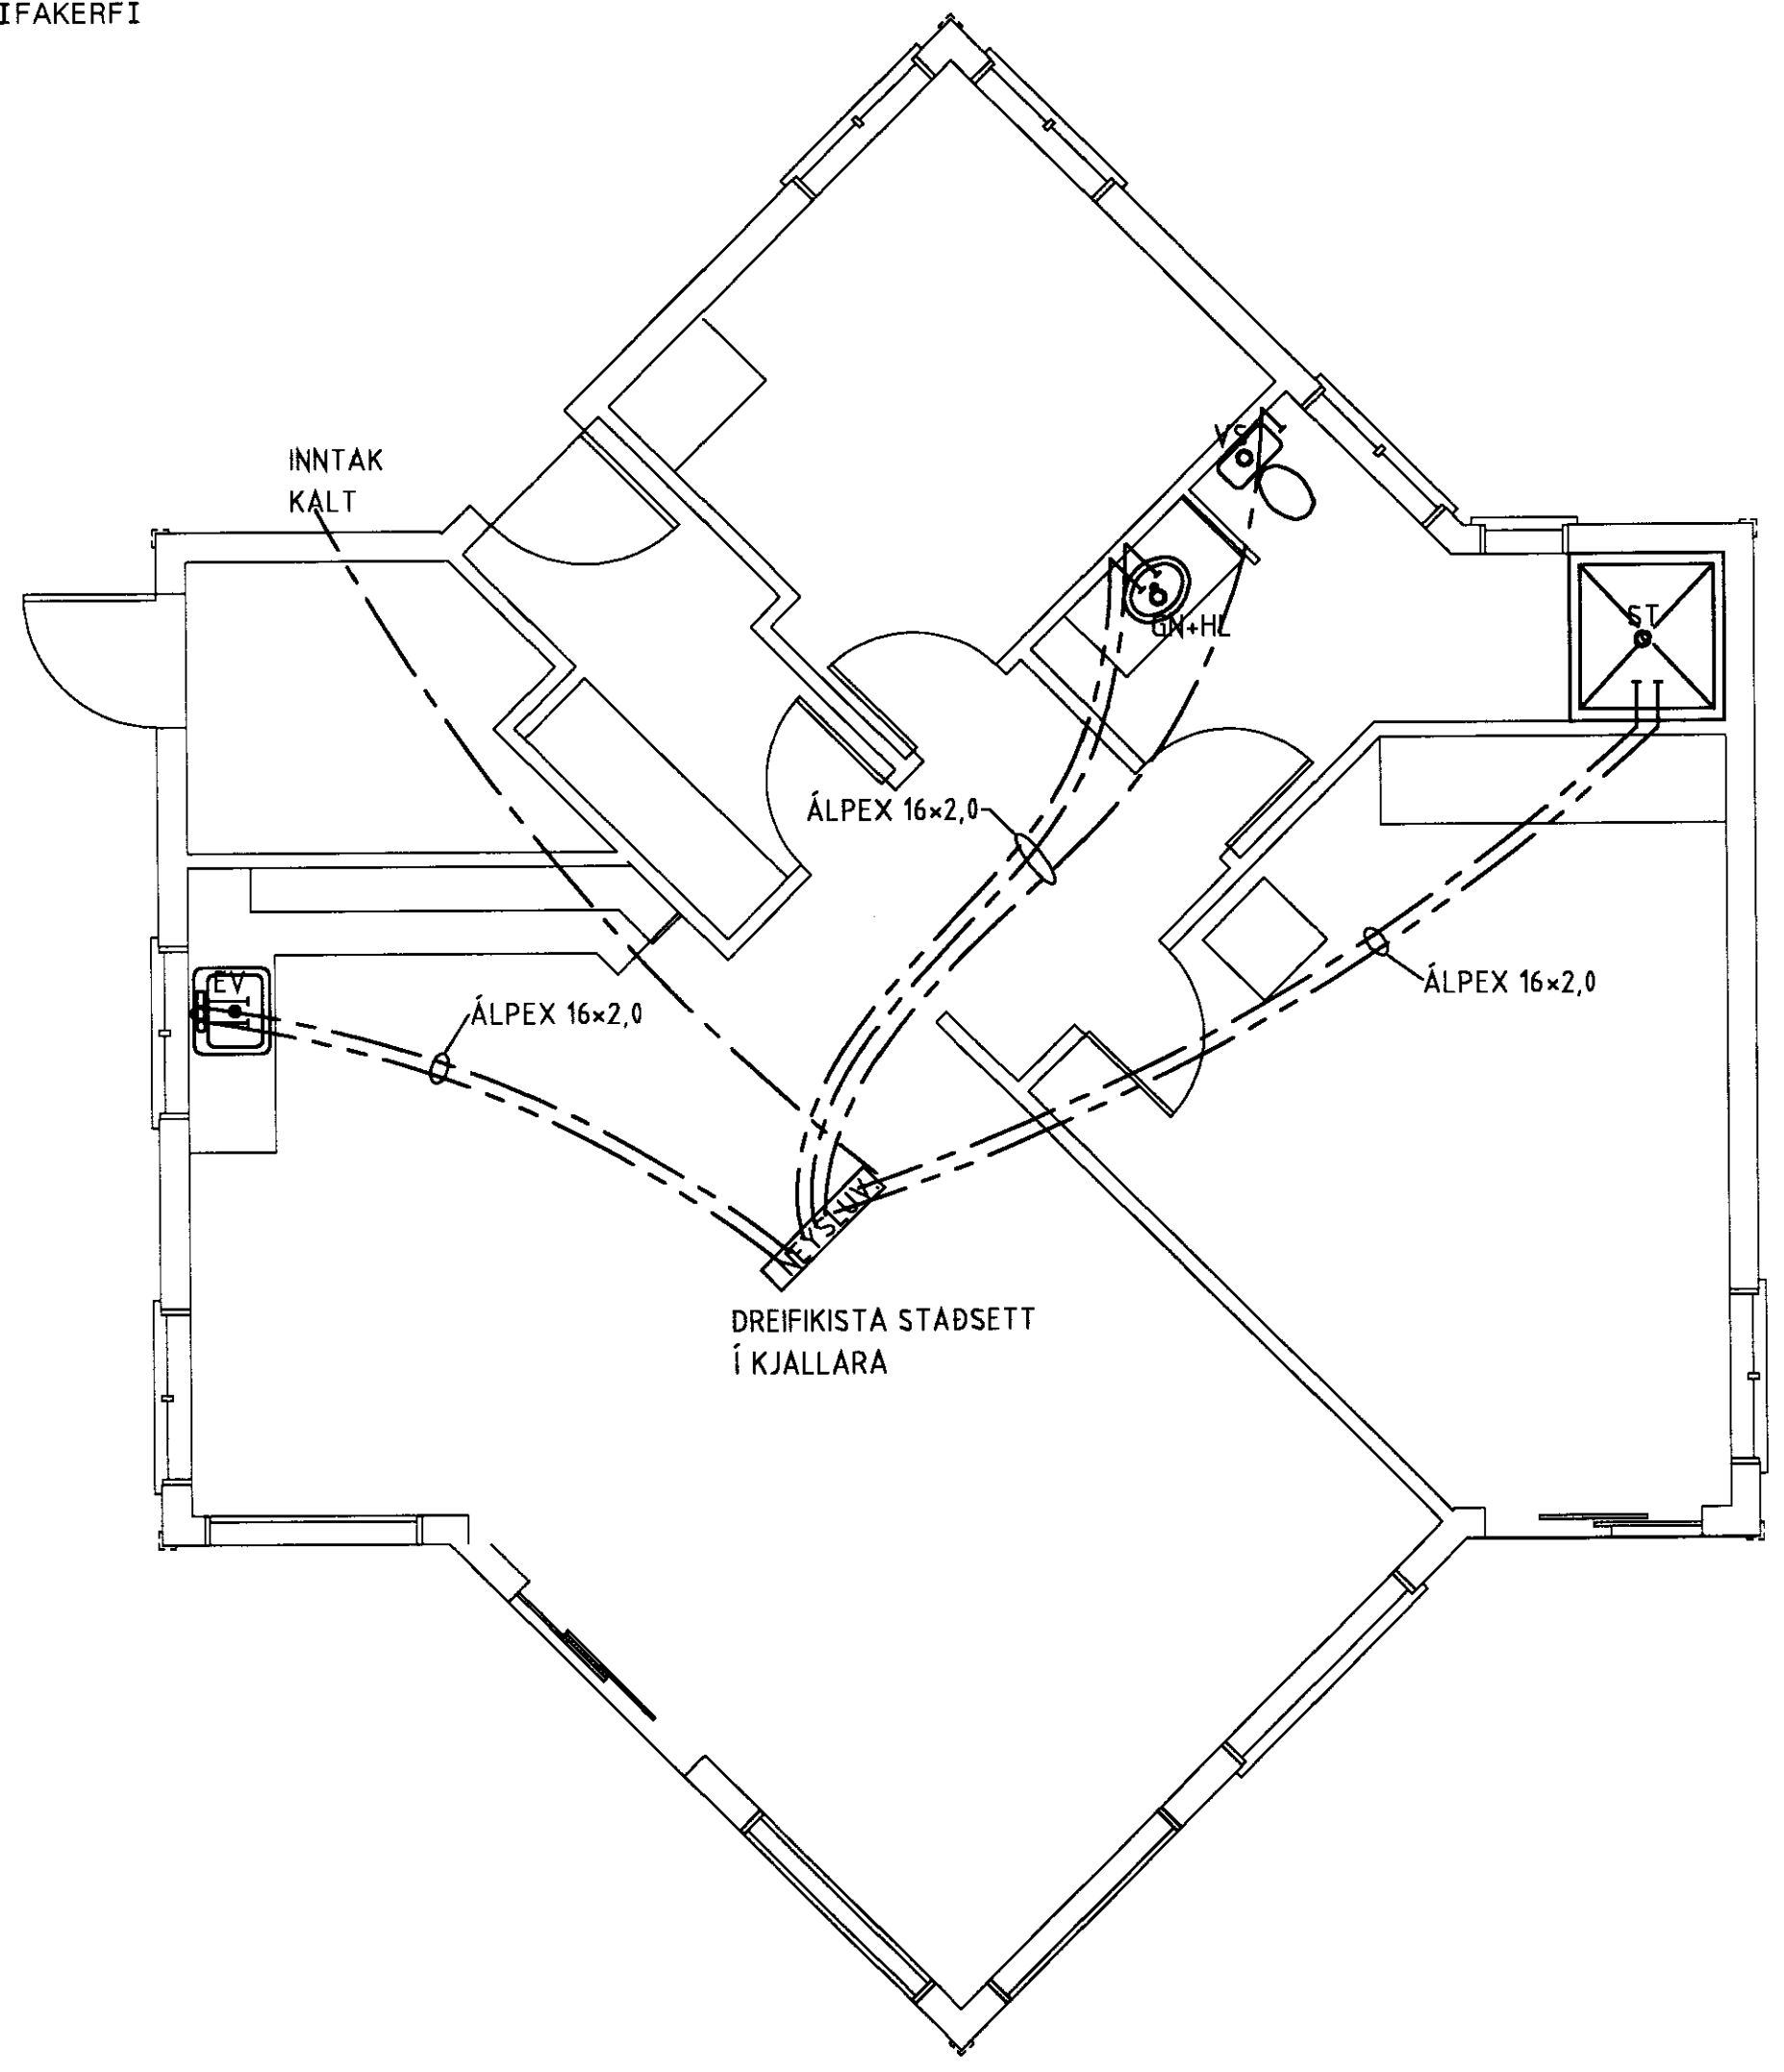 IFAKERFI
INNTAK
KALT
VS
GN+HL
ST
ÁLPEX 16×2,0
EV
ÁLPEX 16×2,0
ÁLPEX 16×2,0
NEYSLUV.
DREIFIKISTA STAÐSETT
Í KJALLARA